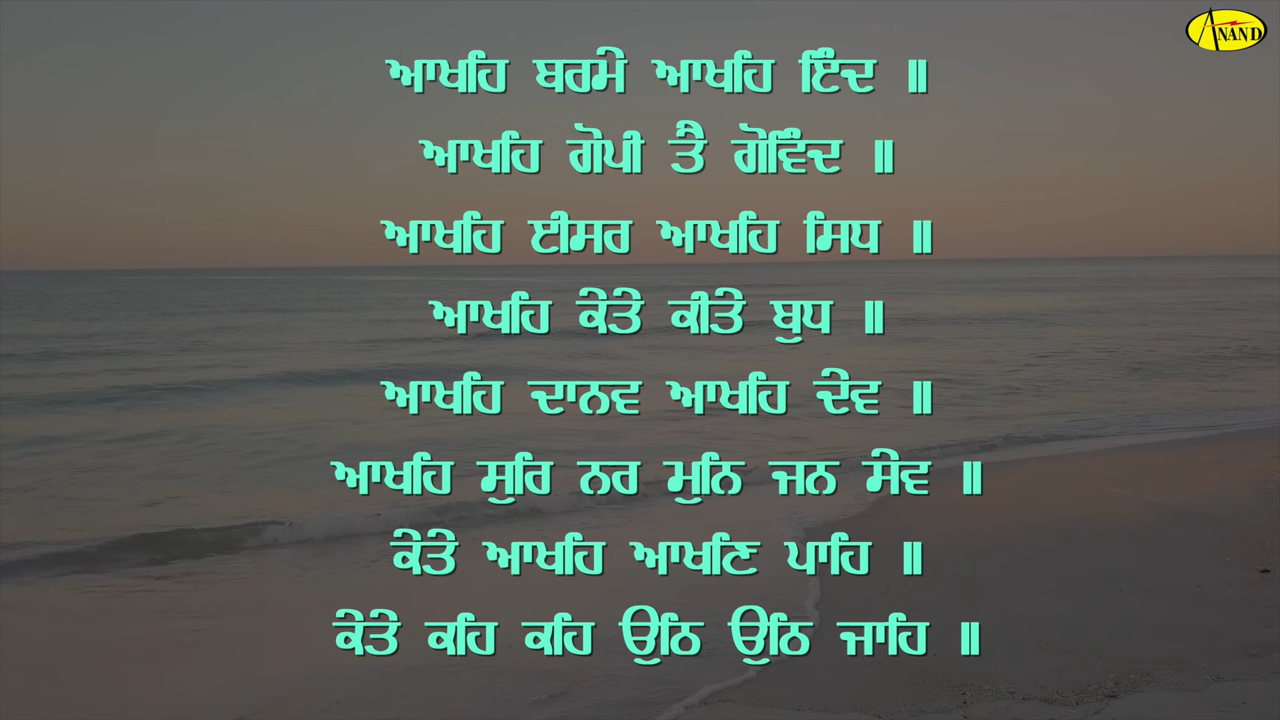 ANAND
ਆਖਹਿ ਬਰਮੇ ਆਖਹਿ ਇੰਦ ॥
ਆਖਹਿ ਗੋਪੀ ਤੈ ਗੋਵਿੰਦ ॥
ਆਖਹਿ ਈਸਰ ਆਖਹਿ ਸਿਧ ॥
ਆਖਹਿ ਕੇਤੇ ਕੀਤੇ ਬੁਧ ॥
ਆਖਹਿ ਦਾਨਵ ਆਖਹਿ ਦੇਵ ॥
ਆਖਹਿ ਸੁਰਿ ਨਰ ਮੁਨਿ ਜਨ ਸੇਵ ॥
ਕੇਤੇ ਆਖਹਿ ਆਖਣਿ ਪਾਹਿ ॥
ਕੇਤੇ ਕਹਿ ਕਹਿ ਉਠਿ ਉਠਿ ਜਾਹਿ ॥